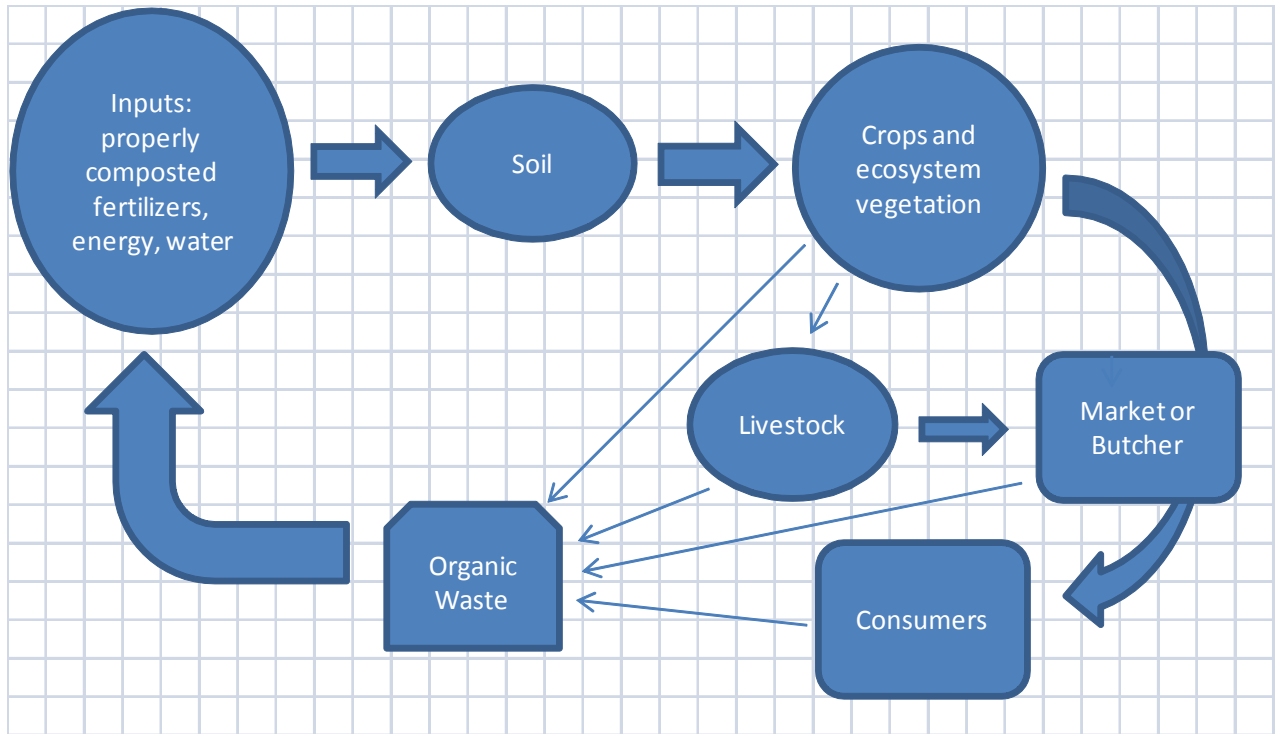 Inputs:
properly
composted
fertilizers,
energy, water
Soil
Crops and
ecosystem
vegetation
Livestock
Market or
Butcher
Organic
Waste
Consumers